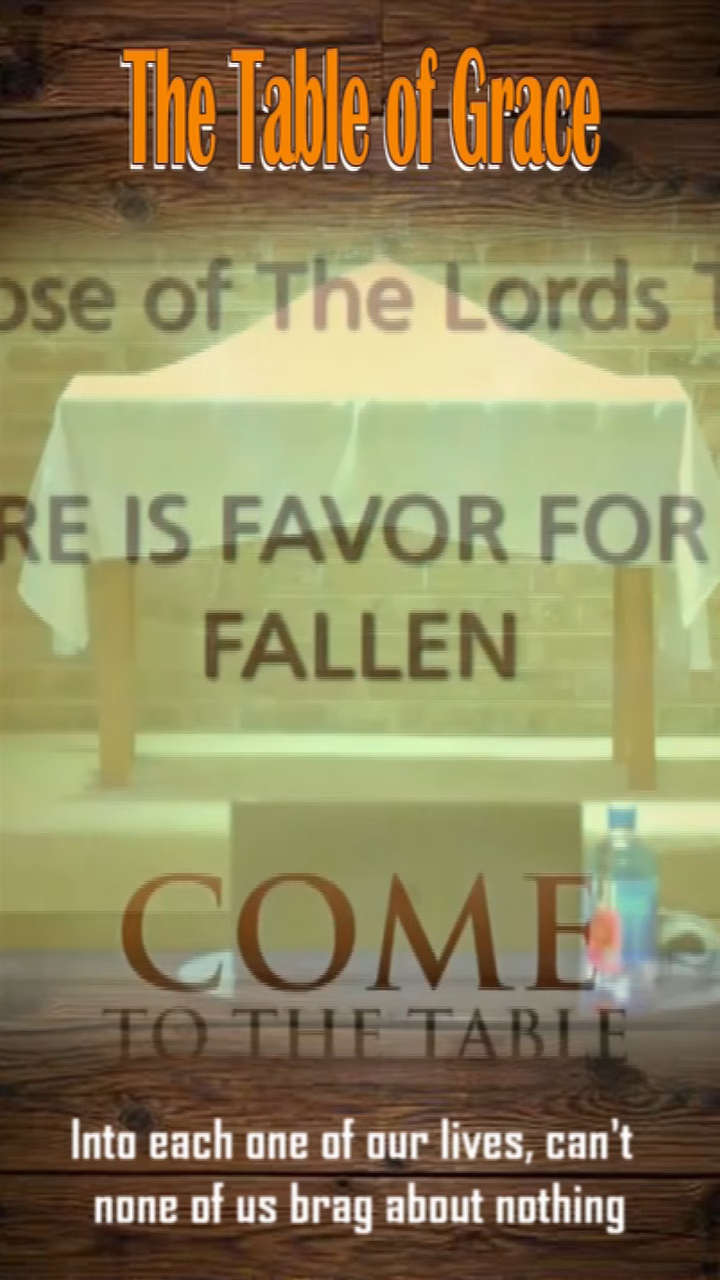 The Table of Grace
ose of The Lords T
RE IS FAVOR FOR
FALLEN
COME
TO THE TABLE
Into each one of our lives, can't
none of us brag about nothing